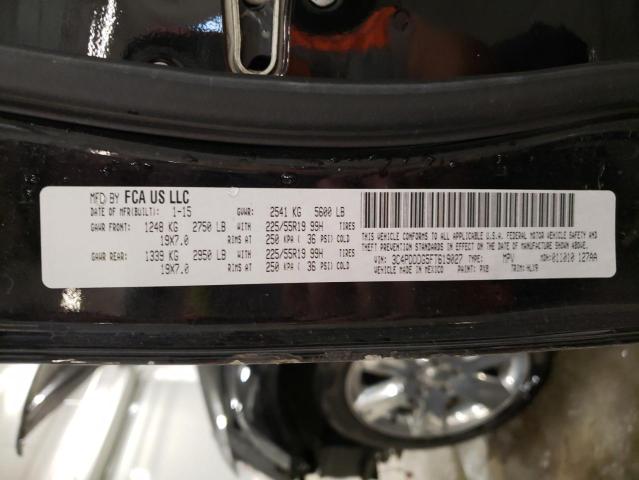 MFD BY FCA US LLC
DATE OF MFR(BUILT): 1-15 GVWR: 2541 KG 5600 LB
GAWR FRONT: 1248 KG 2750 LB WITH 225/55R19 99H TIRES
19X7.0 RIMS AT 250 KPA ( 36 PSI) COLD
GAWR REAR: 1339 KG 2950 LB WITH 225/55R19 99H TIRES
19X7.0 RIMS AT 250 KPA ( 36 PSI) COLD
THIS VEHICLE CONFORMS TO ALL APPLICABLE U.S.A. FEDERAL MOTOR VEHICLE SAFETY AND
THEFT PREVENTION STANDARDS IN EFFECT ON THE DATE OF MANUFACTURE SHOWN ABOVE.
VIN: 3C4PDDDG5FT619027 TYPE: MPV MDH:011010 127AA
VEHICLE MADE IN MEXICO PAINT: PX8 TRIM: HLX9